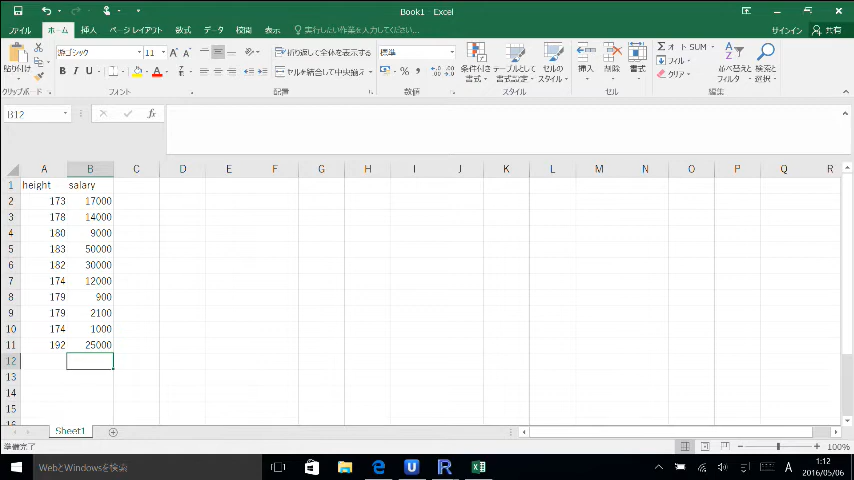 Book1 - Excel
サインイン 共有
ファイル ホーム 挿入 ページ レイアウト 数式 データ 校閲 表示 実行したい作業を入力してください...
游ゴシック 11 折り返して全体を表示する 標準 オート SUM
貼り付け B I U セルを結合して中央揃え % 条件付き書式 テーブルとして書式設定 セルのスタイル 挿入 削除 書式 フィル クリア 並べ替えとフィルター 検索と選択
クリップボード フォント 配置 数値 スタイル セル 編集
B12 fx
A B C D E F G H I J K L M N O P Q R
1 height salary
2 173 17000
3 178 14000
4 180 9000
5 183 50000
6 182 30000
7 174 12000
8 179 900
9 179 2100
10 174 1000
11 192 25000
12
13
14
15
Sheet1
準備完了 100%
WebとWindowsを検索 A 1:12
2016/05/06